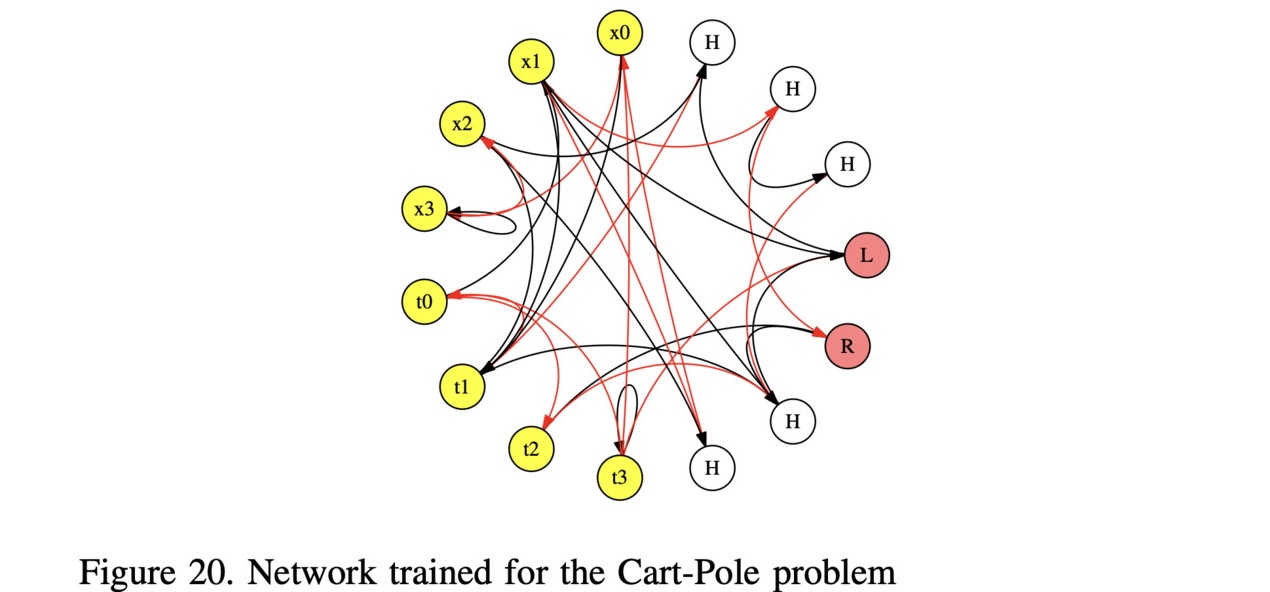 x0
H
x1
H
x2
H
x3
L
t0
R
t1
H
t2
H
t3
Figure 20. Network trained for the Cart-Pole problem